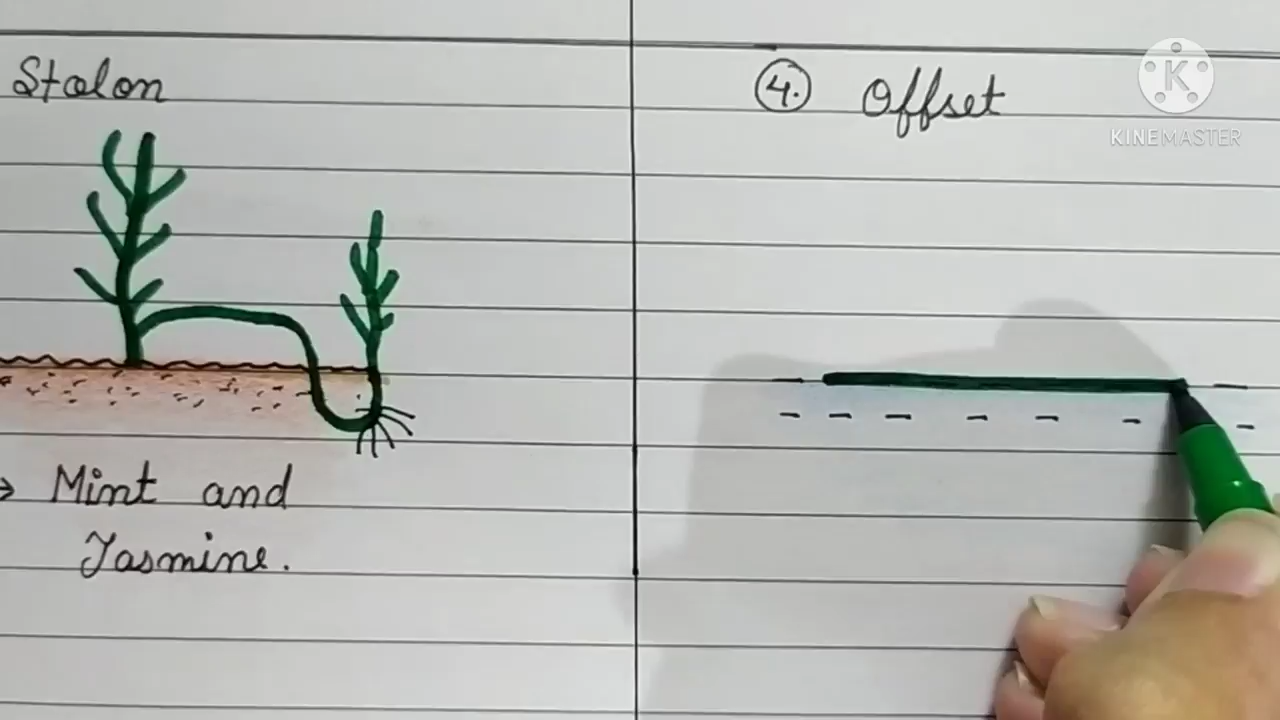 Stolon
→ Mint and
Jasmine.
4. Offset
K
KINEMASTER